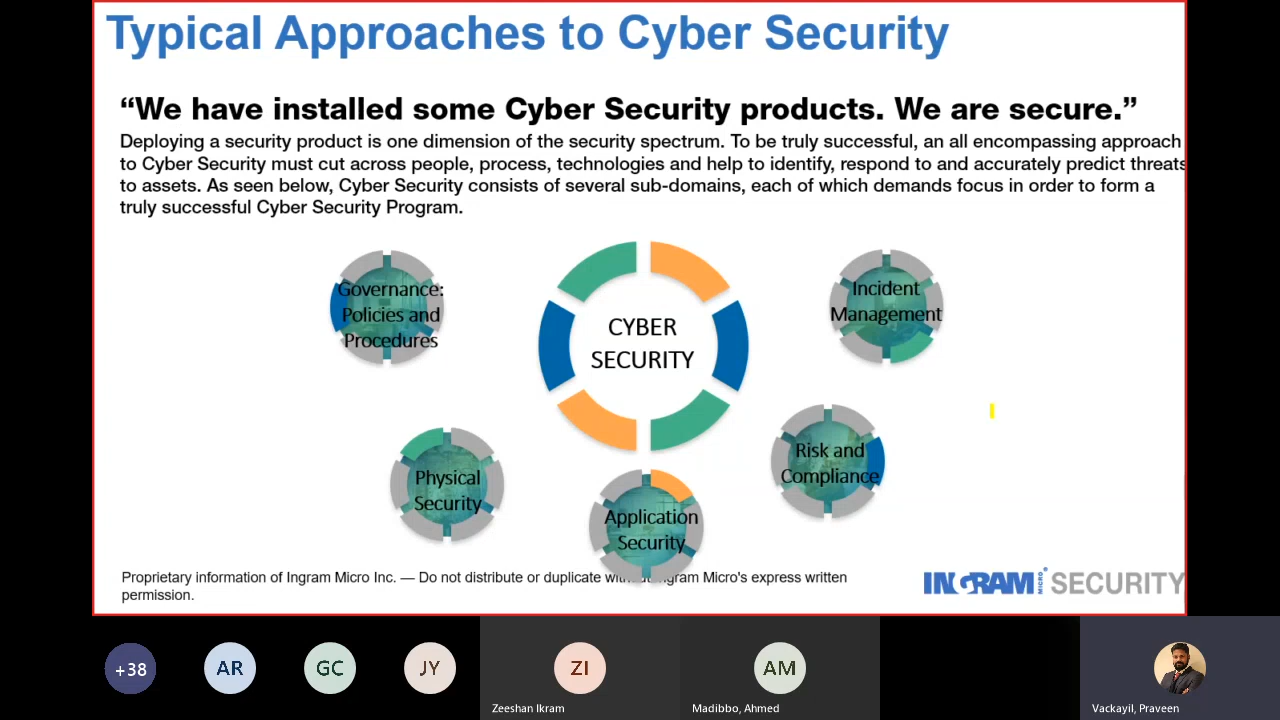 Typical Approaches to Cyber Security
“We have installed some Cyber Security products. We are secure.”
Deploying a security product is one dimension of the security spectrum. To be truly successful, an all encompassing approach
to Cyber Security must cut across people, process, technologies and help to identify, respond to and accurately predict threats
to assets. As seen below, Cyber Security consists of several sub-domains, each of which demands focus in order to form a
truly successful Cyber Security Program.
Governance:
Policies and
Procedures
CYBER
SECURITY
Incident
Management
Physical
Security
Application
Security
Risk and
Compliance
Proprietary information of Ingram Micro Inc. — Do not distribute or duplicate Ingram Micro's express written
permission.
INGRAM MICRO SECURITY
+38
AR
GC
JY
ZI
AM
Zeeshan Ikram
Madibbo, Ahmed
Vackayil, Praveen